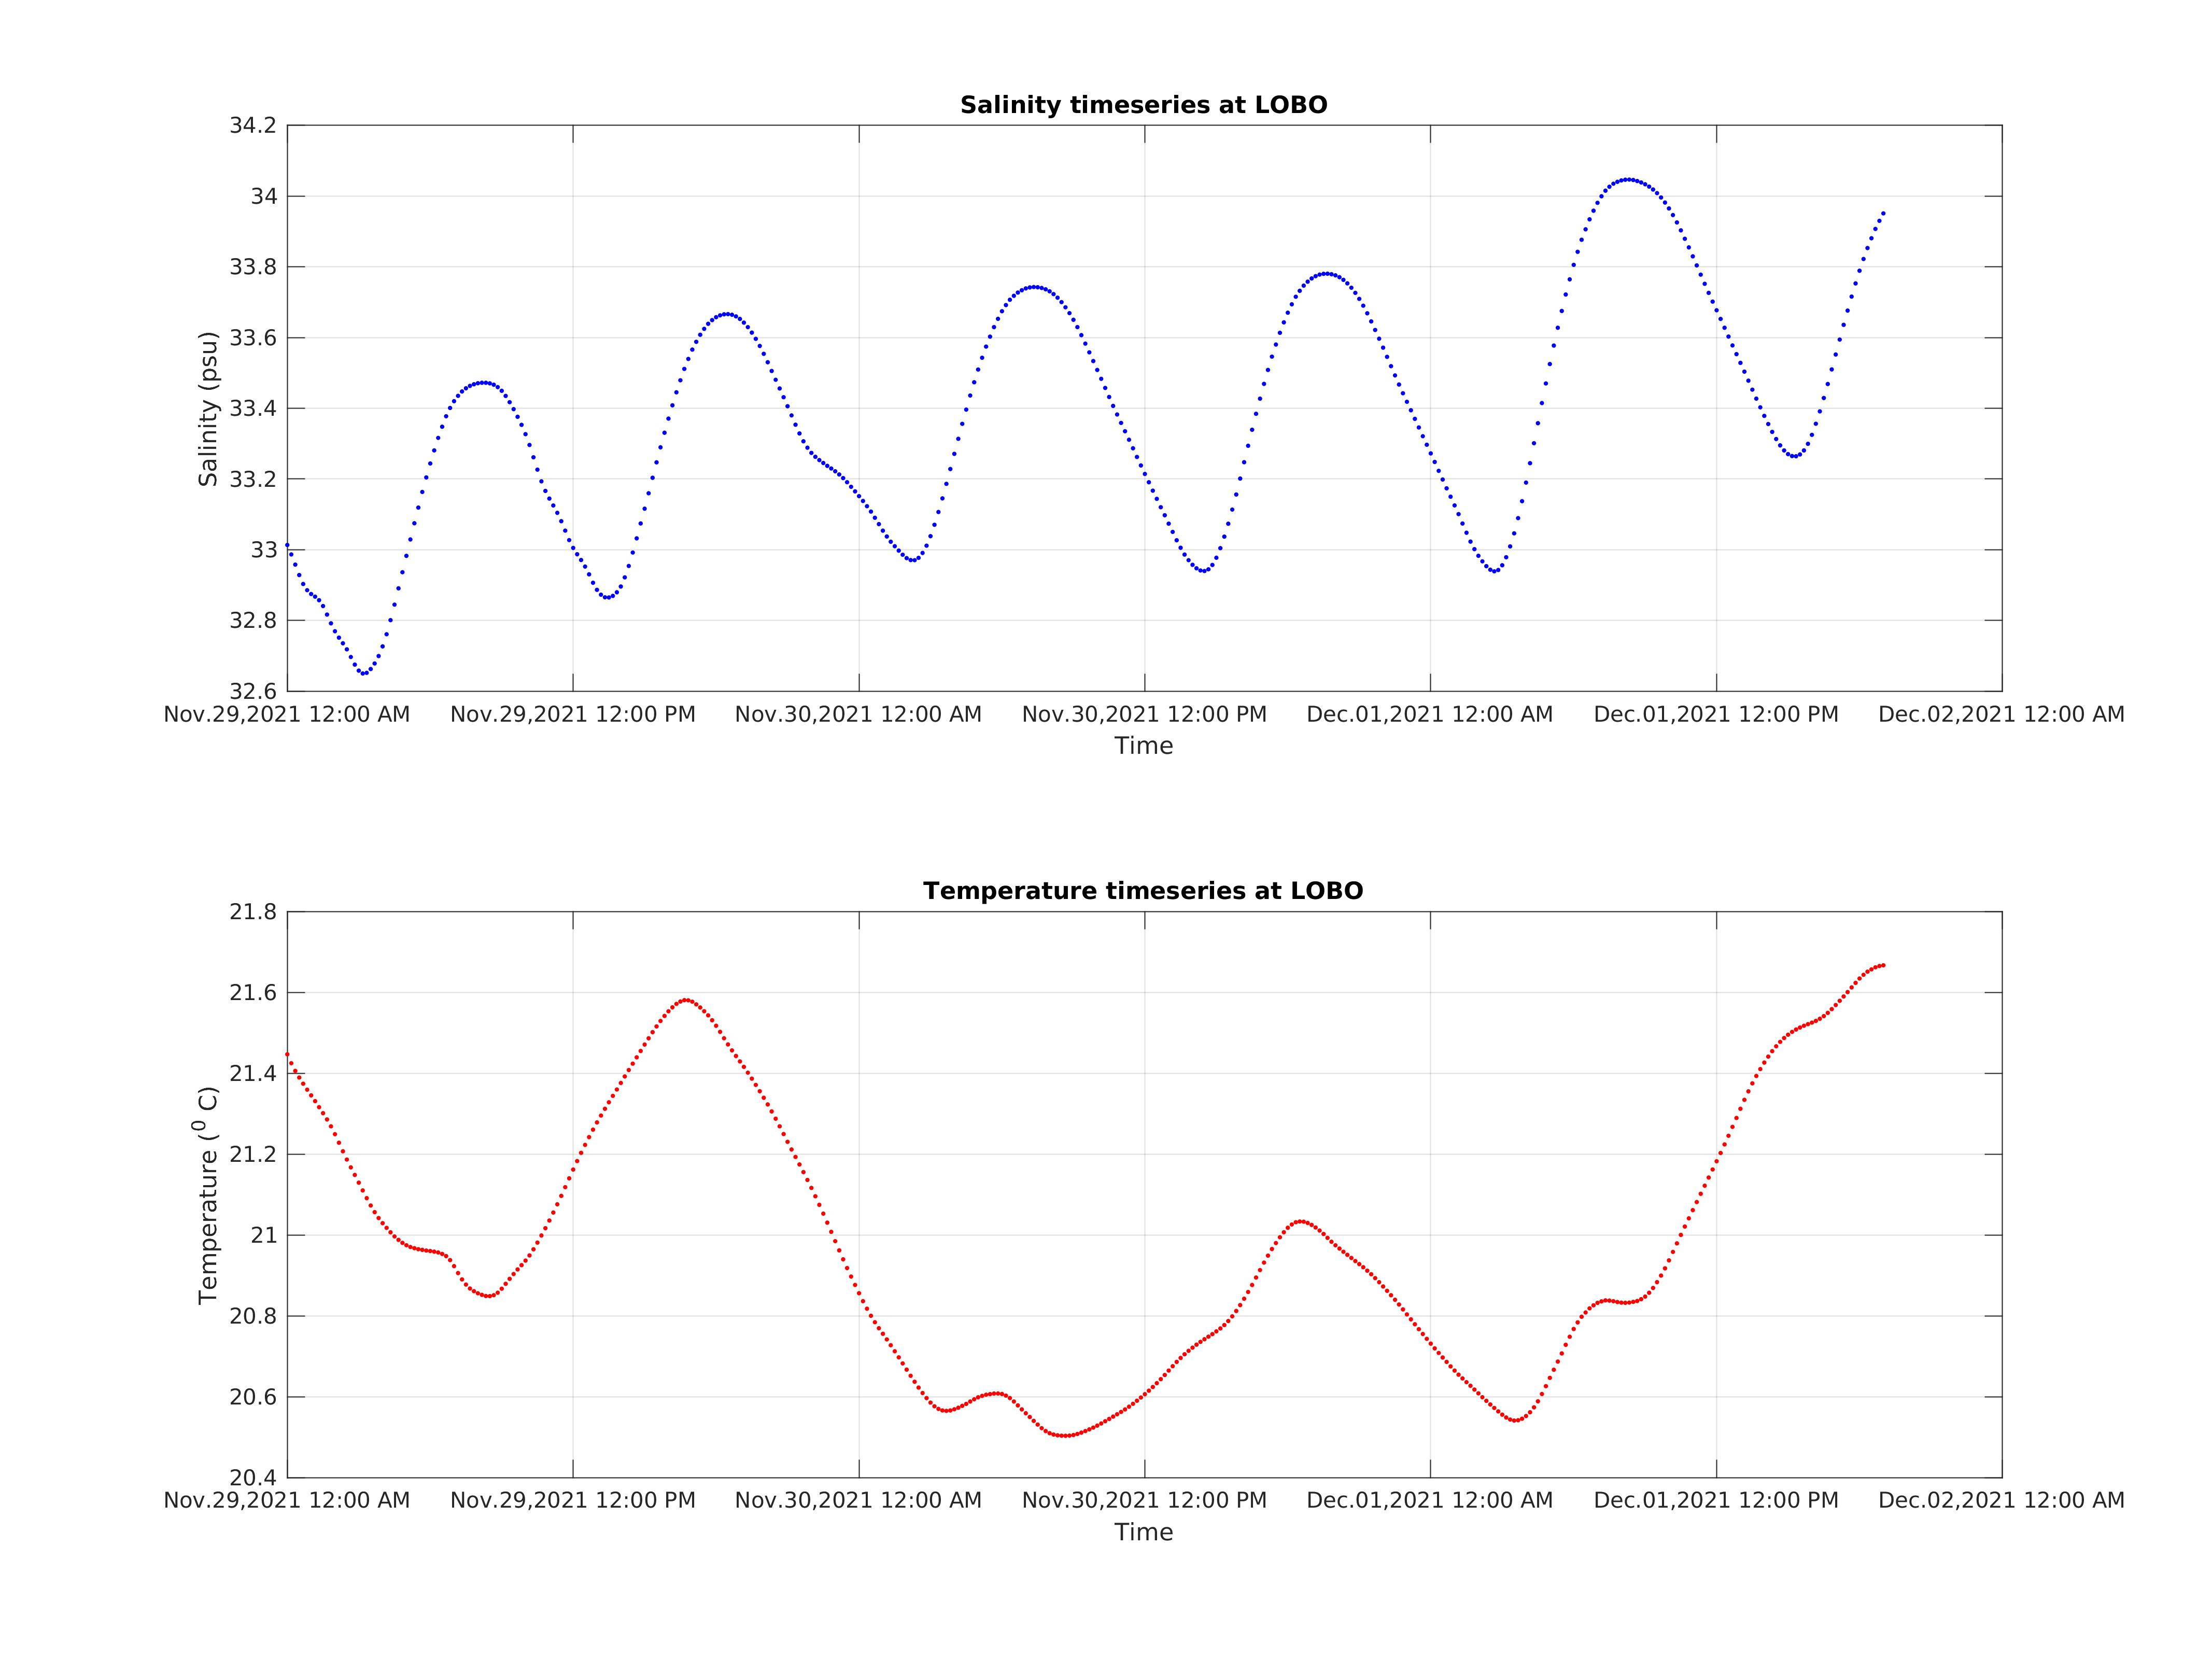 Salinity timeseries at LOBO
34.2
34
33.8
33.6
33.4
33.2
33
32.8
32.6
Salinity (psu)
Nov.29,2021 12:00 AM Nov.29,2021 12:00 PM Nov.30,2021 12:00 AM Nov.30,2021 12:00 PM Dec.01,2021 12:00 AM Dec.01,2021 12:00 PM Dec.02,2021 12:00 AM
Time
Temperature timeseries at LOBO
21.8
21.6
21.4
21.2
21
20.8
20.6
20.4
Temperature (⁰ C)
Nov.29,2021 12:00 AM Nov.29,2021 12:00 PM Nov.30,2021 12:00 AM Nov.30,2021 12:00 PM Dec.01,2021 12:00 AM Dec.01,2021 12:00 PM Dec.02,2021 12:00 AM
Time